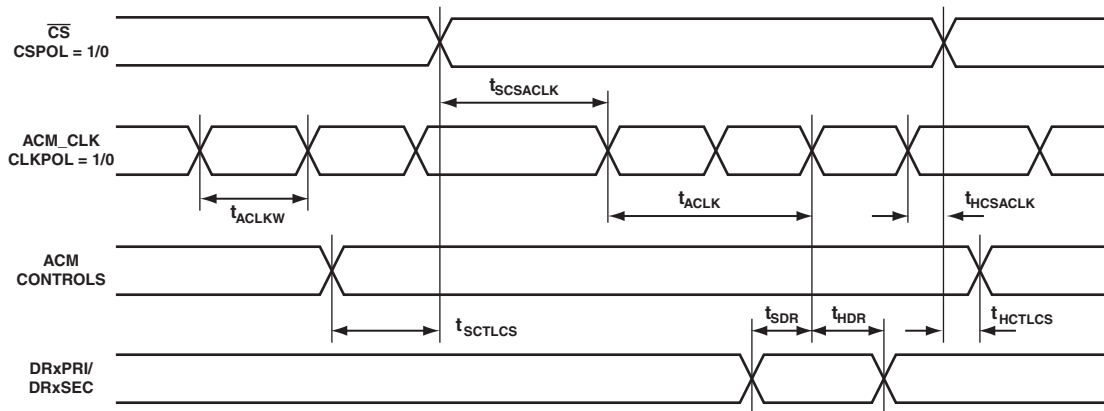 CS
CSPOL = 1/0
tSCSACLK
ACM_CLK
CLKPOL = 1/0
tACLKW
tACLK
tHCSACLK
ACM
CONTROLS
tSCTLCS
tSDR
tHDR
tHCTLCS
DRxPRI/
DRxSEC